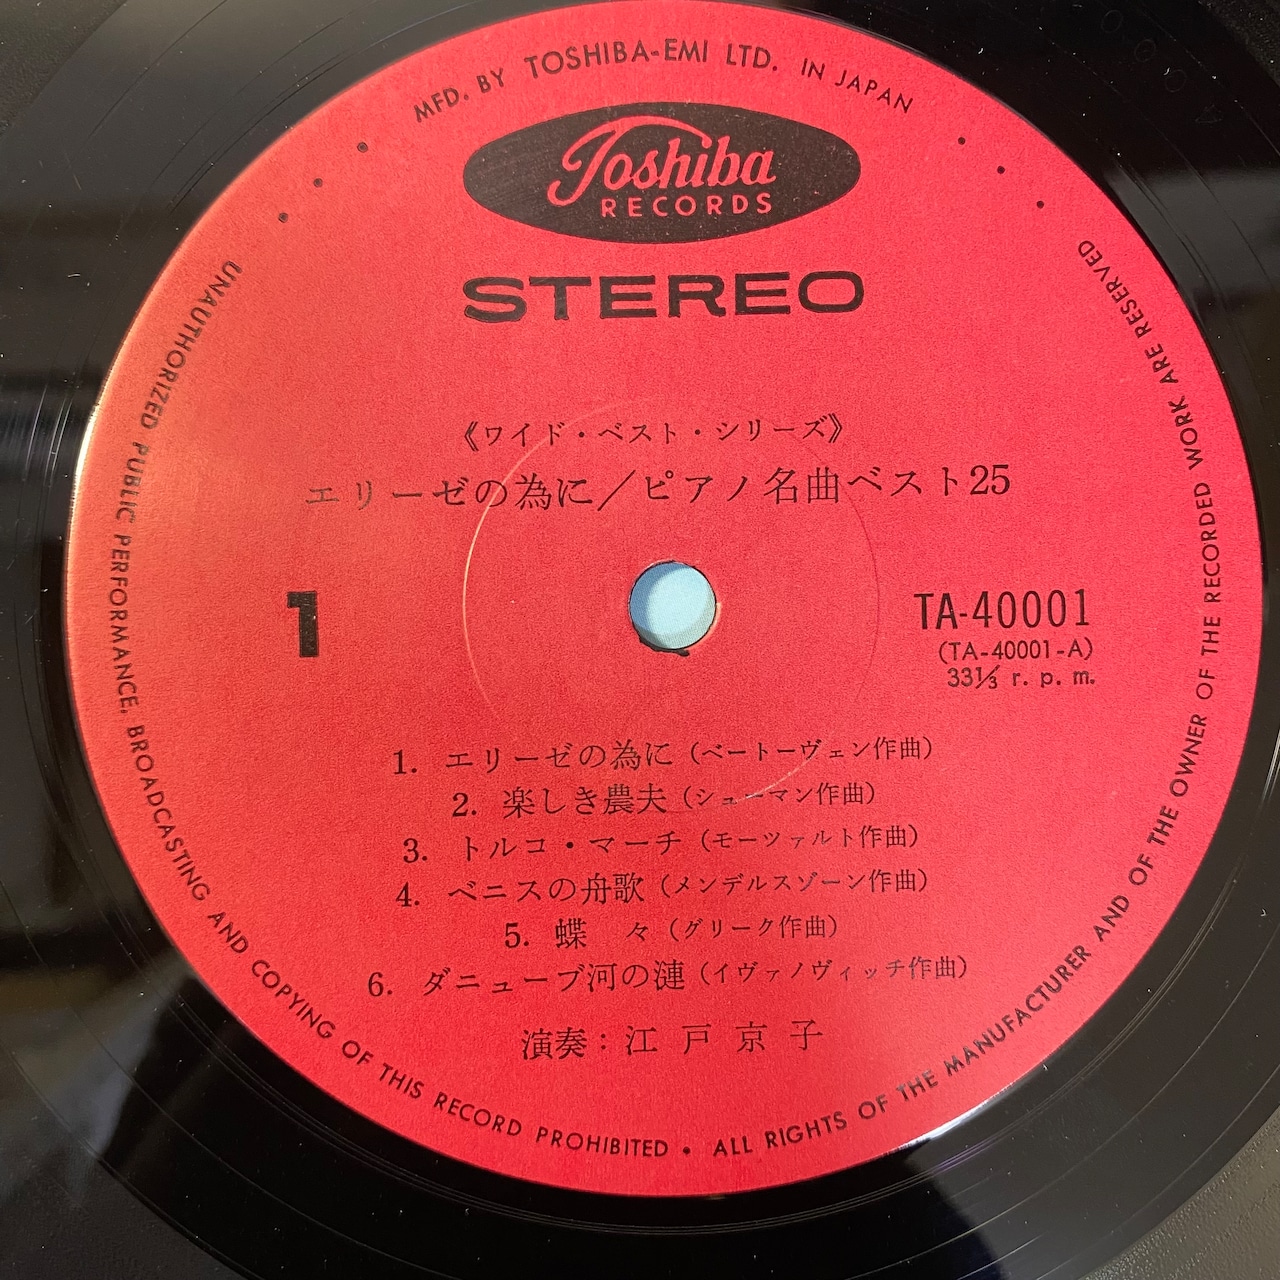 MFD. BY TOSHIBA-EMI LTD. IN JAPAN
Toshiba
RECORDS
STEREO
《ワイド・ベスト・シリーズ》
エリーゼの為に／ピアノ名曲ベスト25
1
TA-40001
(TA-40001-A)
33⅓ r. p. m.
1. エリーゼの為に (ベートーヴェン作曲)
2. 楽しき農夫 (シューマン作曲)
3. トルコ・マーチ (モーツァルト作曲)
4. ベニスの舟歌 (メンデルスゾーン作曲)
5. 蝶　々 (グリーク作曲)
6. ダニューブ河の漣 (イヴァノヴィッチ作曲)
演奏：江戸京子
UNAUTHORIZED PUBLIC PERFORMANCE, BROADCASTING AND COPYING OF THIS RECORD PROHIBITED • ALL RIGHTS OF THE MANUFACTURER AND OF THE OWNER OF THE RECORDED WORK ARE RESERVED